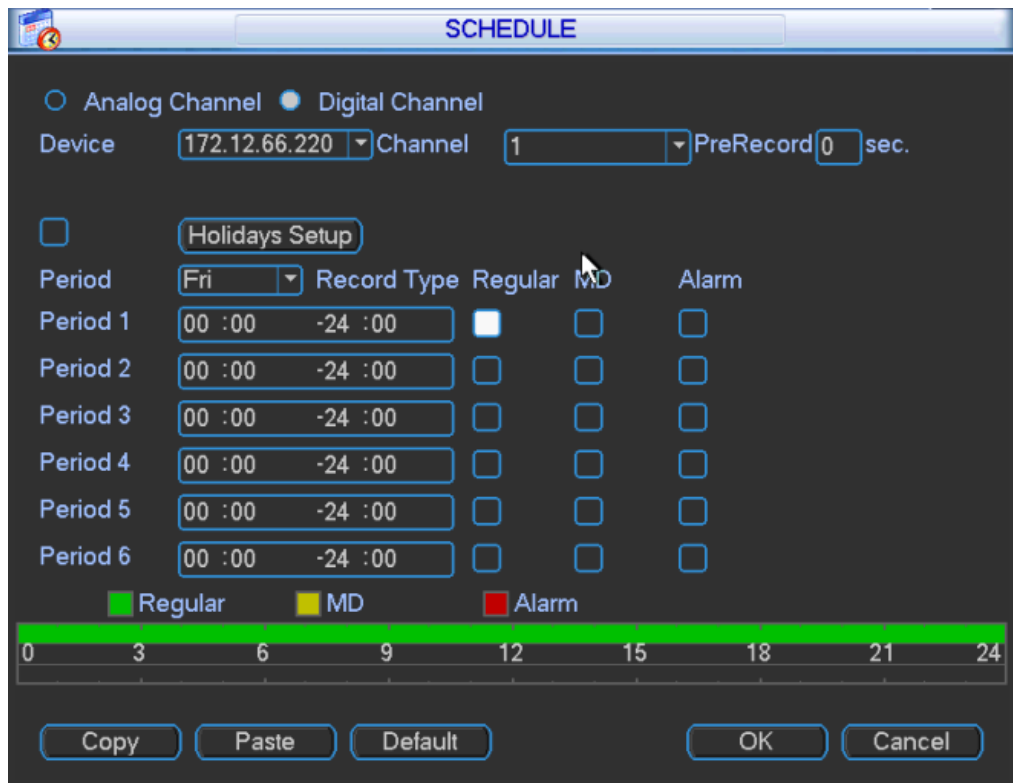 SCHEDULE
Analog Channel Digital Channel
Device 172.12.66.220 Channel 1 PreRecord 0 sec.
Holidays Setup
Period Fri Record Type Regular MD Alarm
Period 1 00 :00 -24 :00
Period 2 00 :00 -24 :00
Period 3 00 :00 -24 :00
Period 4 00 :00 -24 :00
Period 5 00 :00 -24 :00
Period 6 00 :00 -24 :00
Regular MD Alarm
0 3 6 9 12 15 18 21 24
Copy Paste Default OK Cancel